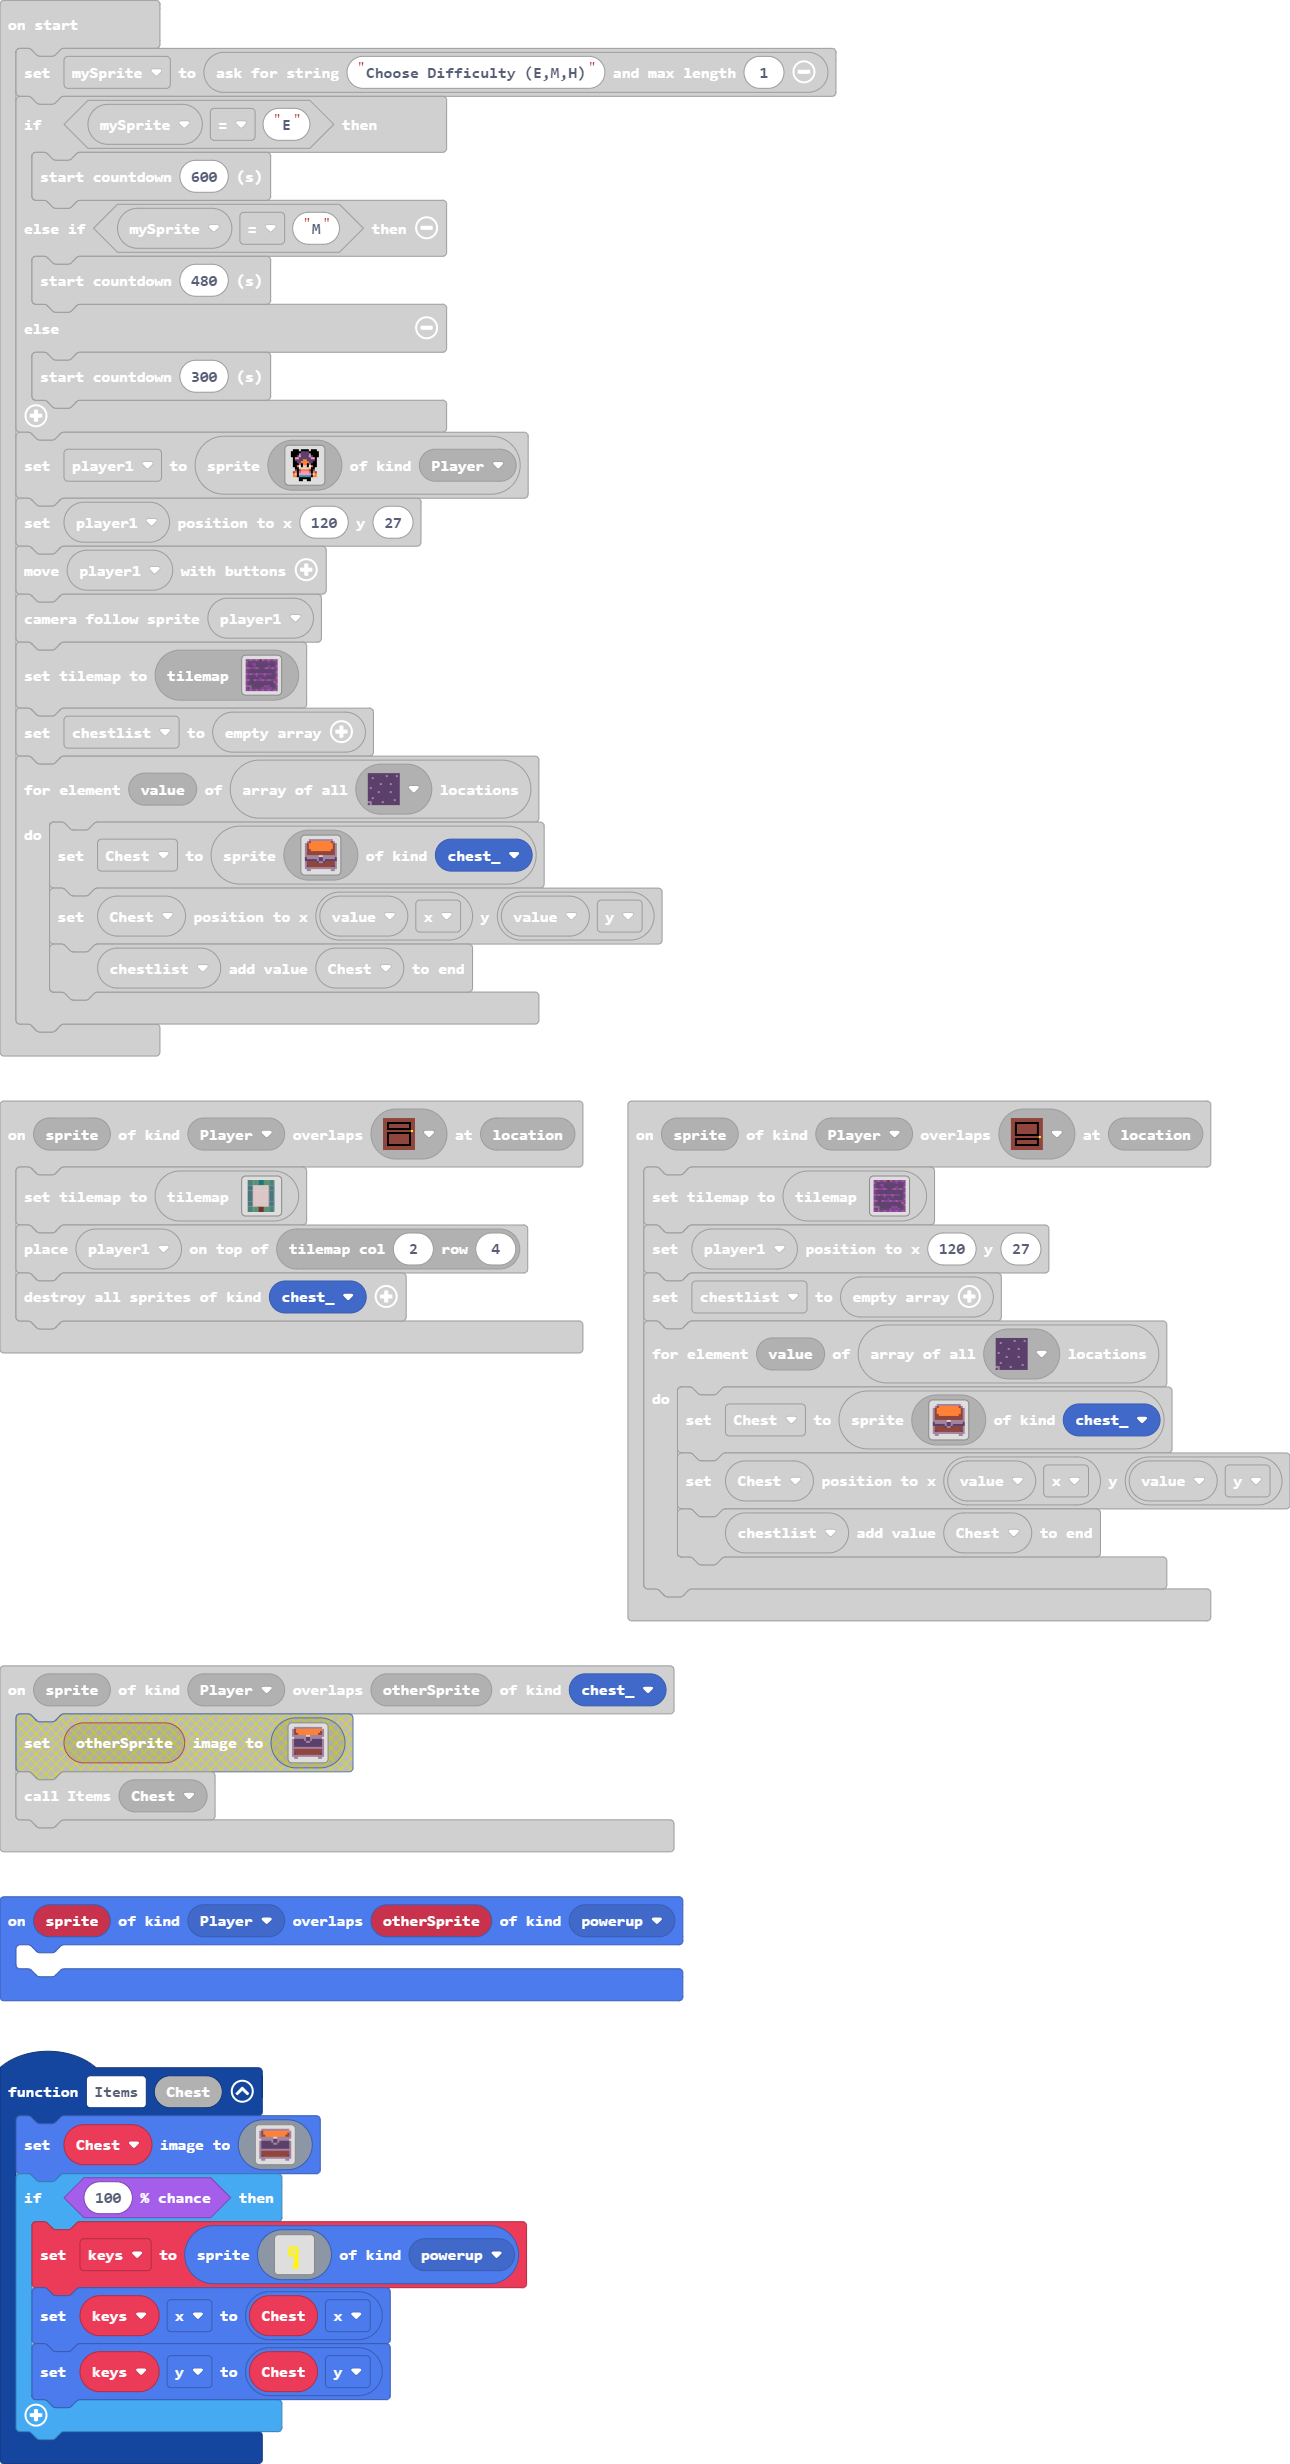 on start
set mySprite to ask for string "Choose Difficulty (E,M,H)" and max length 1
if mySprite = "E" then
start countdown 600 (s)
else if mySprite = "M" then
start countdown 480 (s)
else
start countdown 300 (s)
set player1 to sprite of kind Player
set player1 position to x 120 y 27
move player1 with buttons
camera follow sprite player1
set tilemap to tilemap
set chestlist to empty array
for element value of array of all locations
do
set Chest to sprite of kind chest_
set Chest position to x value x y value y
chestlist add value Chest to end
on sprite of kind Player overlaps at location
set tilemap to tilemap
place player1 on top of tilemap col 2 row 4
destroy all sprites of kind chest_
on sprite of kind Player overlaps at location
set tilemap to tilemap
set player1 position to x 120 y 27
set chestlist to empty array
for element value of array of all locations
do
set Chest to sprite of kind chest_
set Chest position to x value x y value y
chestlist add value Chest to end
on sprite of kind Player overlaps otherSprite of kind chest_
set otherSprite image to
call Items Chest
on sprite of kind Player overlaps otherSprite of kind powerup
function Items Chest
set Chest image to
if 100 % chance then
set keys to sprite of kind powerup
set keys x to Chest x
set keys y to Chest y